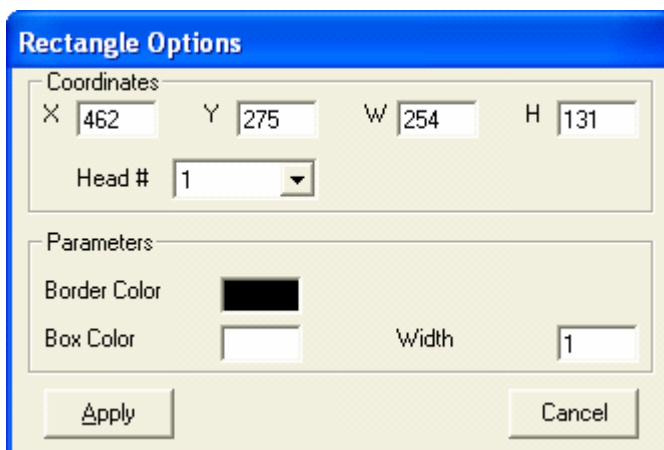 Rectangle Options
Coordinates
X 462 Y 275 W 254 H 131
Head # 1
Parameters
Border Color
Box Color Width 1
Apply Cancel